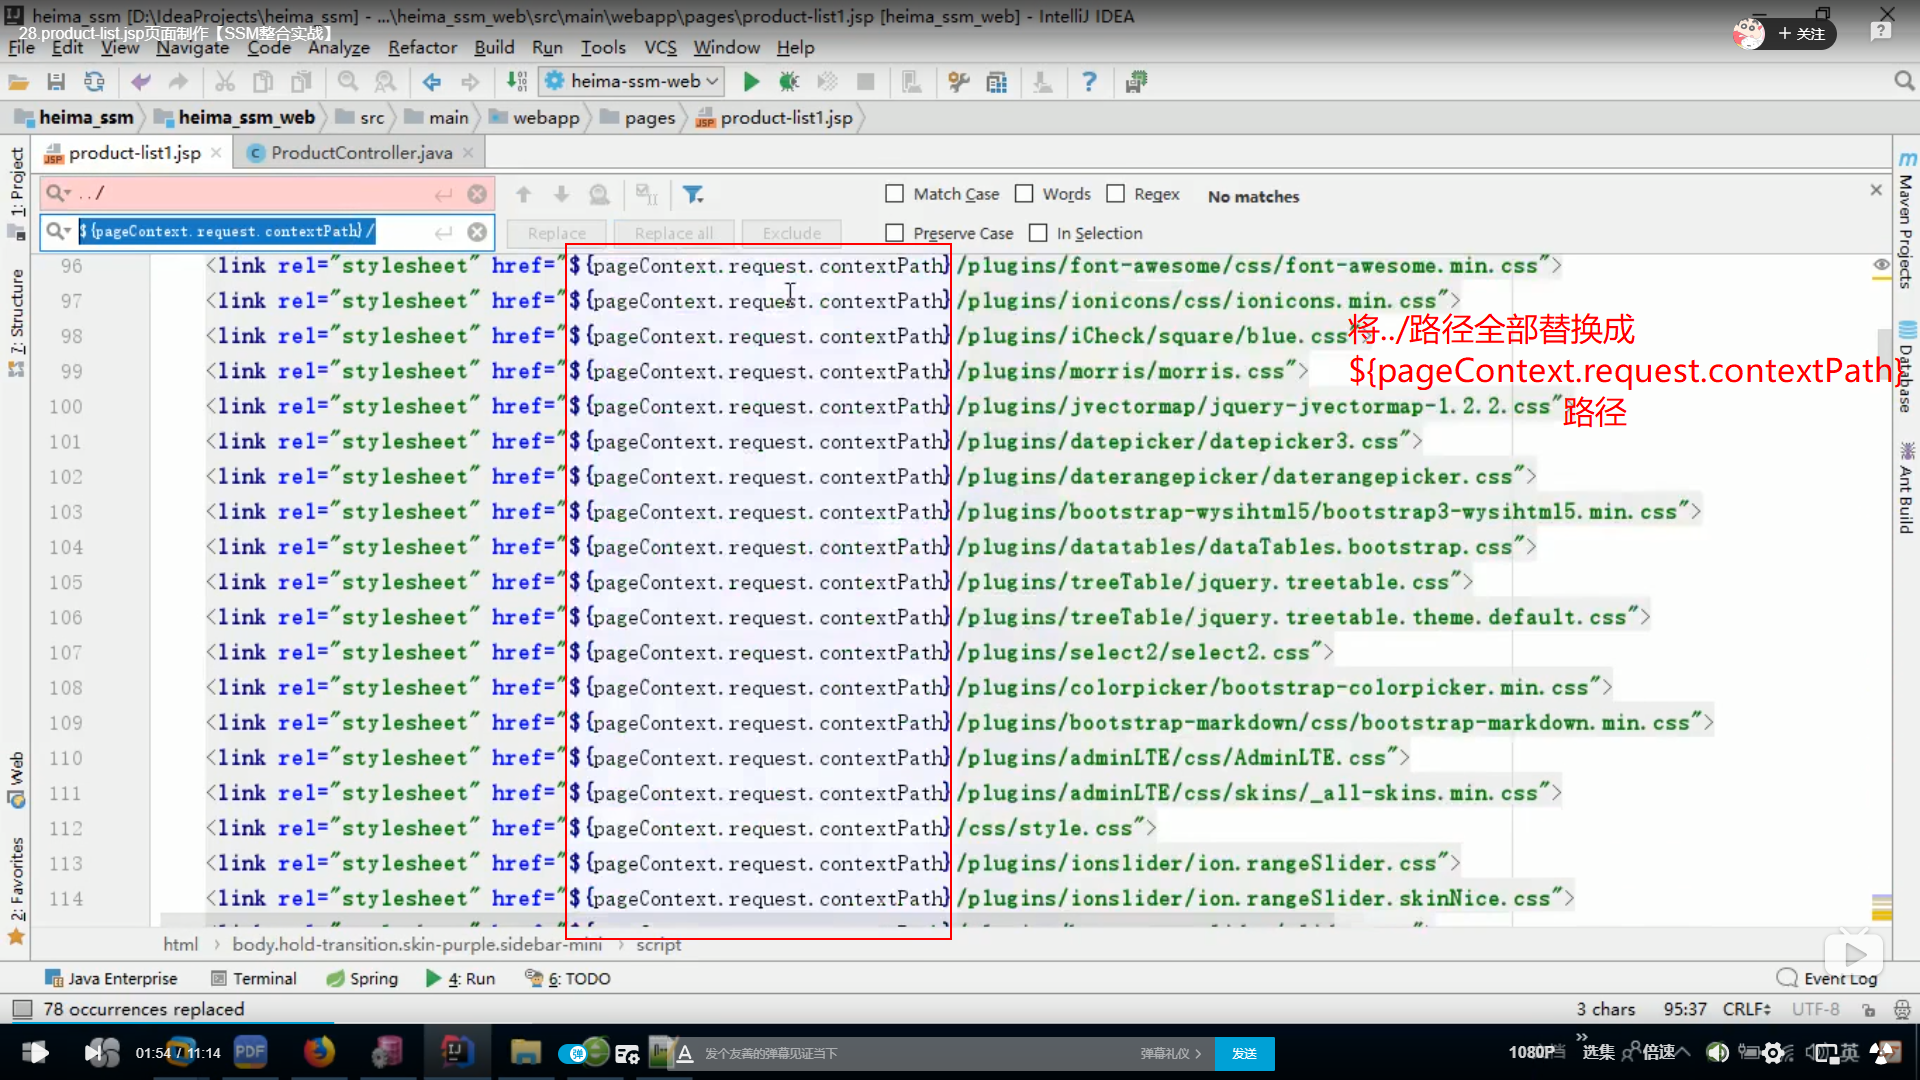 heima_ssm [D:\IdeaProjects\heima_ssm] - ...\heima_ssm_web\src\main\webapp\pages\product-list1.jsp [heima_ssm_web] - IntelliJ IDEA
28.product-list.jsp页面制作【SSM整合实战】
+ 关注
File Edit View Navigate Code Analyze Refactor Build Run Tools VCS Window Help
heima-ssm-web
heima_ssm heima_ssm_web src main webapp pages product-list1.jsp
product-list1.jsp ProductController.java
../
Match Case Words Regex No matches
${pageContext.request.contextPath}/
Replace Replace all Exclude Preserve Case In Selection
96 <link rel="stylesheet" href="${pageContext.request.contextPath}/plugins/font-awesome/css/font-awesome.min.css">
97 <link rel="stylesheet" href="${pageContext.request.contextPath}/plugins/ionicons/css/ionicons.min.css">
98 <link rel="stylesheet" href="${pageContext.request.contextPath}/plugins/iCheck/square/blue.css">
99 <link rel="stylesheet" href="${pageContext.request.contextPath}/plugins/morris/morris.css">
100 <link rel="stylesheet" href="${pageContext.request.contextPath}/plugins/jvectormap/jquery-jvectormap-1.2.2.css">
101 <link rel="stylesheet" href="${pageContext.request.contextPath}/plugins/datepicker/datepicker3.css">
102 <link rel="stylesheet" href="${pageContext.request.contextPath}/plugins/daterangepicker/daterangepicker.css">
103 <link rel="stylesheet" href="${pageContext.request.contextPath}/plugins/bootstrap-wysihtml5/bootstrap3-wysihtml5.min.css">
104 <link rel="stylesheet" href="${pageContext.request.contextPath}/plugins/datatables/dataTables.bootstrap.css">
105 <link rel="stylesheet" href="${pageContext.request.contextPath}/plugins/treeTable/jquery.treetable.css">
106 <link rel="stylesheet" href="${pageContext.request.contextPath}/plugins/treeTable/jquery.treetable.theme.default.css">
107 <link rel="stylesheet" href="${pageContext.request.contextPath}/plugins/select2/select2.css">
108 <link rel="stylesheet" href="${pageContext.request.contextPath}/plugins/colorpicker/bootstrap-colorpicker.min.css">
109 <link rel="stylesheet" href="${pageContext.request.contextPath}/plugins/bootstrap-markdown/css/bootstrap-markdown.min.css">
110 <link rel="stylesheet" href="${pageContext.request.contextPath}/plugins/adminLTE/css/AdminLTE.css">
111 <link rel="stylesheet" href="${pageContext.request.contextPath}/plugins/adminLTE/css/skins/_all-skins.min.css">
112 <link rel="stylesheet" href="${pageContext.request.contextPath}/css/style.css">
113 <link rel="stylesheet" href="${pageContext.request.contextPath}/plugins/ionslider/ion.rangeSlider.css">
114 <link rel="stylesheet" href="${pageContext.request.contextPath}/plugins/ionslider/ion.rangeSlider.skinNice.css">
将../路径全部替换成
${pageContext.request.contextPath}
路径
1: Project
7: Structure
Web
2: Favorites
Maven Projects
Database
Ant Build
html body.hold-transition.skin-purple.sidebar-mini script
Java Enterprise Terminal Spring 4: Run 6: TODO Event Log
78 occurrences replaced 3 chars 95:37 CRLF UTF-8
01:54 / 11:14 PDF 弹 A 发个友善的弹幕见证当下 弹幕礼仪 发送 1080P 选集 倍速 英